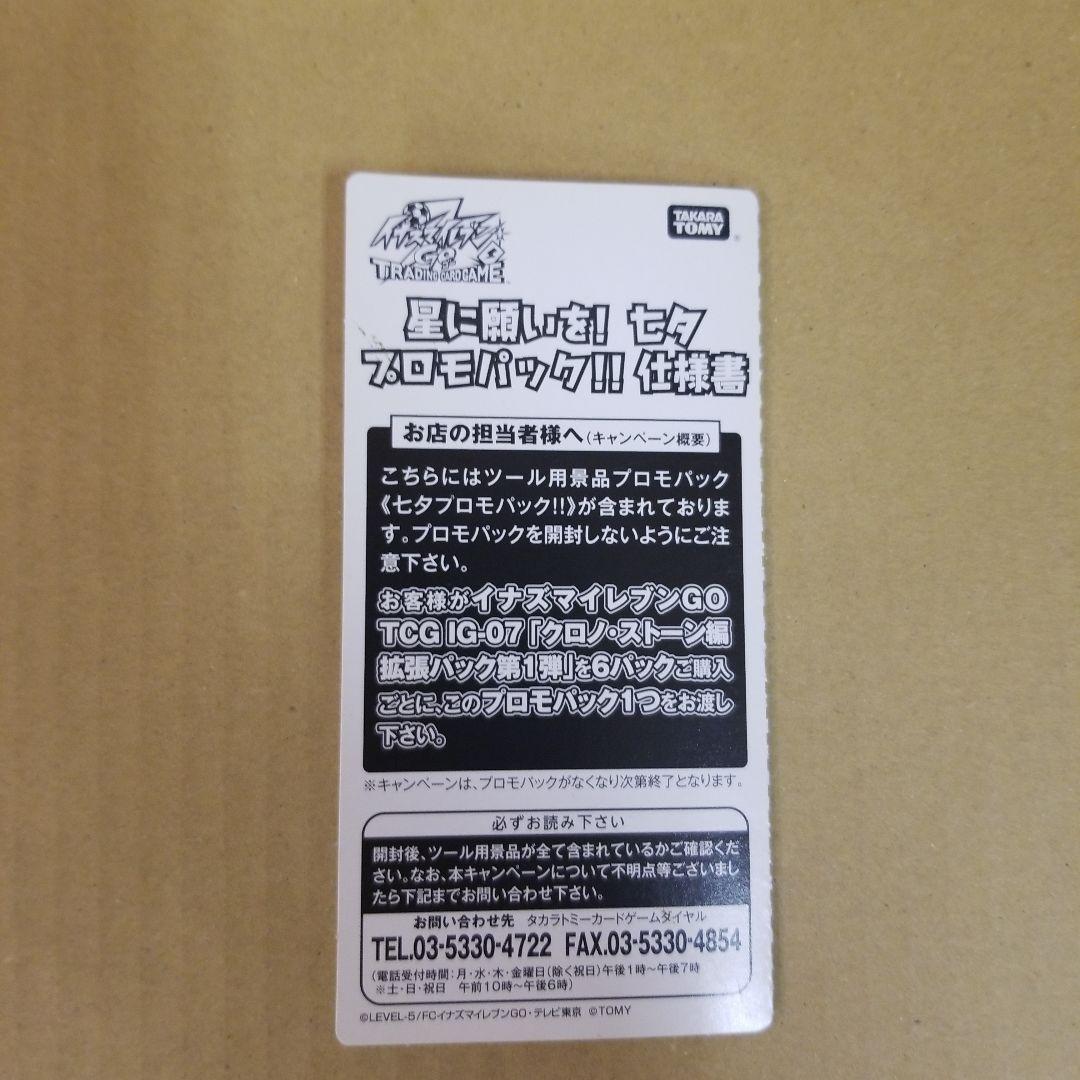 イナズマイレブン
GO
TRADING CARD GAME
TAKARA
TOMY
星に願いを! 七夕
プロモパック!! 仕様書
お店の担当者様へ(キャンペーン概要)
こちらにはツール用景品プロモパック
《七夕プロモパック!!》が含まれておりま
す。プロモパックを開封しないようにご注
意下さい。
お客様がイナズマイレブンGO
TCG IG-07「クロノ・ストーン編
拡張パック第1弾」を6パックご購入
ごとに、このプロモパック1つをお渡し
下さい。
※キャンペーンは、プロモパックがなくなり次第終了となります。
必ずお読み下さい
開封後、ツール用景品が全て含まれているかご確認くだ
さい。なお、本キャンペーンについて不明点等ございまし
たら下記までお問い合わせ下さい。
お問い合わせ先 タカラトミーカードゲームダイヤル
TEL.03-5330-4722 FAX.03-5330-4854
(電話受付時間:月・水・木・金曜日(除く祝日)午後1時~午後7時
※土・日・祝日 午前10時~午後6時)
©LEVEL-5/FCイナズマイレブンGO・テレビ東京 ©TOMY